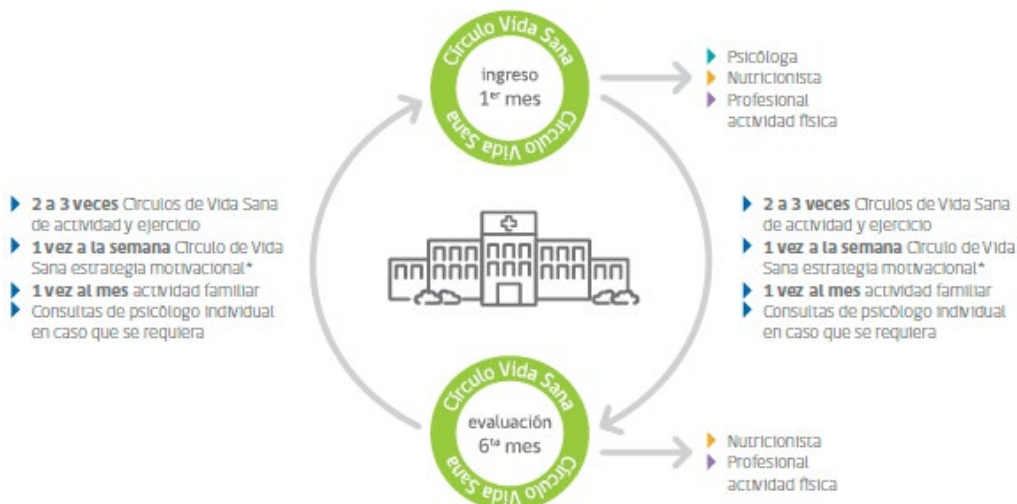 Círculo Vida Sana
ingreso
1er mes
Círculo Vida Sana
Psicóloga
Nutricionista
Profesional
actividad física
2 a 3 veces Círculos de Vida Sana
de actividad y ejercicio
1 vez a la semana Círculo de Vida
Sana estrategia motivacional*
1 vez al mes actividad familiar
Consultas de psicólogo individual
en caso que se requiera
2 a 3 veces Círculos de Vida Sana
de actividad y ejercicio
1 vez a la semana Círculo de Vida
Sana estrategia motivacional*
1 vez al mes actividad familiar
Consultas de psicólogo individual
en caso que se requiera
Círculo Vida Sana
evaluación
6to mes
Círculo Vida Sana
Nutricionista
Profesional
actividad física